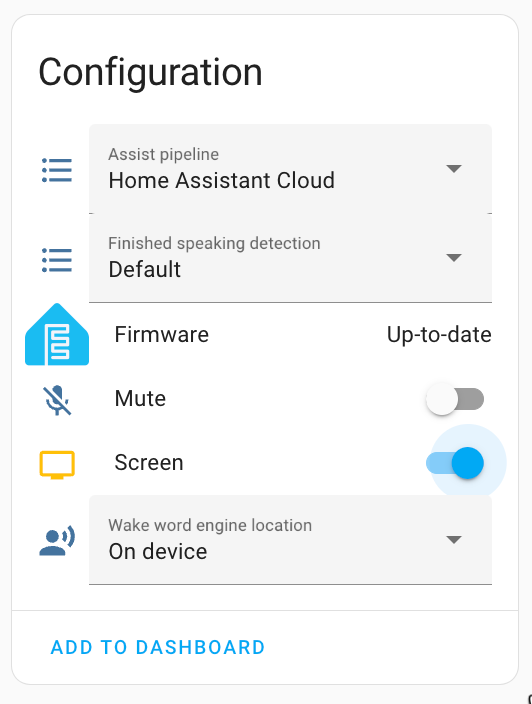 Configuration
Assist pipeline
Home Assistant Cloud
Finished speaking detection
Default
Firmware Up-to-date
Mute
Screen
Wake word engine location
On device
ADD TO DASHBOARD